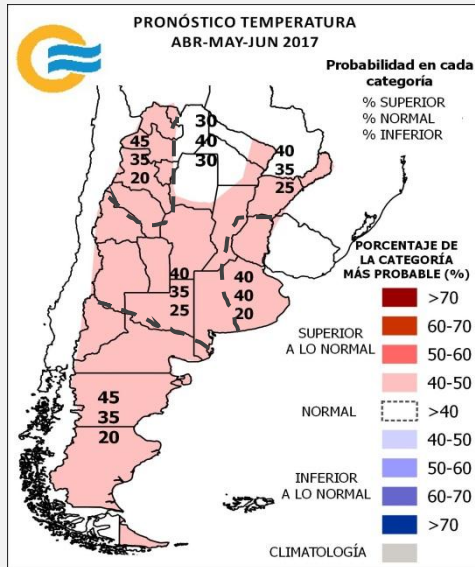 PRONÓSTICO TEMPERATURA
ABR-MAY-JUN 2017
Probabilidad en cada
categoría
% SUPERIOR
% NORMAL
% INFERIOR
30
40
30
45
35
20
40
35
25
40
35
25
40
40
20
45
35
20
PORCENTAJE DE
LA CATEGORÍA
MÁS PROBABLE (%)
>70
60-70
SUPERIOR
A LO NORMAL
50-60
40-50
NORMAL
>40
40-50
INFERIOR
A LO NORMAL
50-60
60-70
>70
CLIMATOLOGÍA